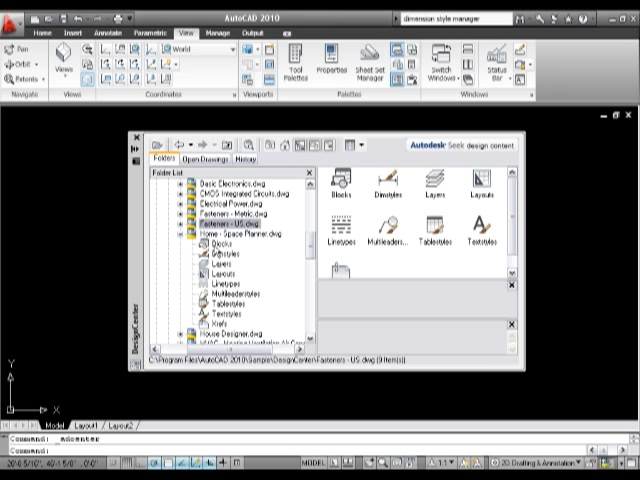 AutoCAD 2010
dimension style manager
Home Insert Annotate Parametric View Manage Output
Pan
Orbit
Extents
Views
World
Tool Palettes
Properties
Sheet Set Manager
Switch Windows
Status Bar
Navigate
Views
Coordinates
Viewports
Palettes
Windows
Autodesk Seek design content
Folders Open Drawings History
Folder List
Basic Electronics.dwg
CMOS Integrated Circuits.dwg
Electrical Power.dwg
Fasteners - Metric.dwg
Fasteners - US.dwg
Home - Space Planner.dwg
Blocks
Dimstyles
Layers
Layouts
Linetypes
Multileaderstyles
Tablestyles
Textstyles
Xrefs
House Designer.dwg
Blocks Dimstyles Layers Layouts
Linetypes Multileaders... Tablestyles Textstyles
DesignCenter
C:\Program Files\AutoCAD 2010\Sample\DesignCenter\Fasteners - US.dwg (9 Item(s))
Y
X
Model Layout1 Layout2
Command: _adcenter
Command:
MODEL
1:1
2D Drafting & Annotation